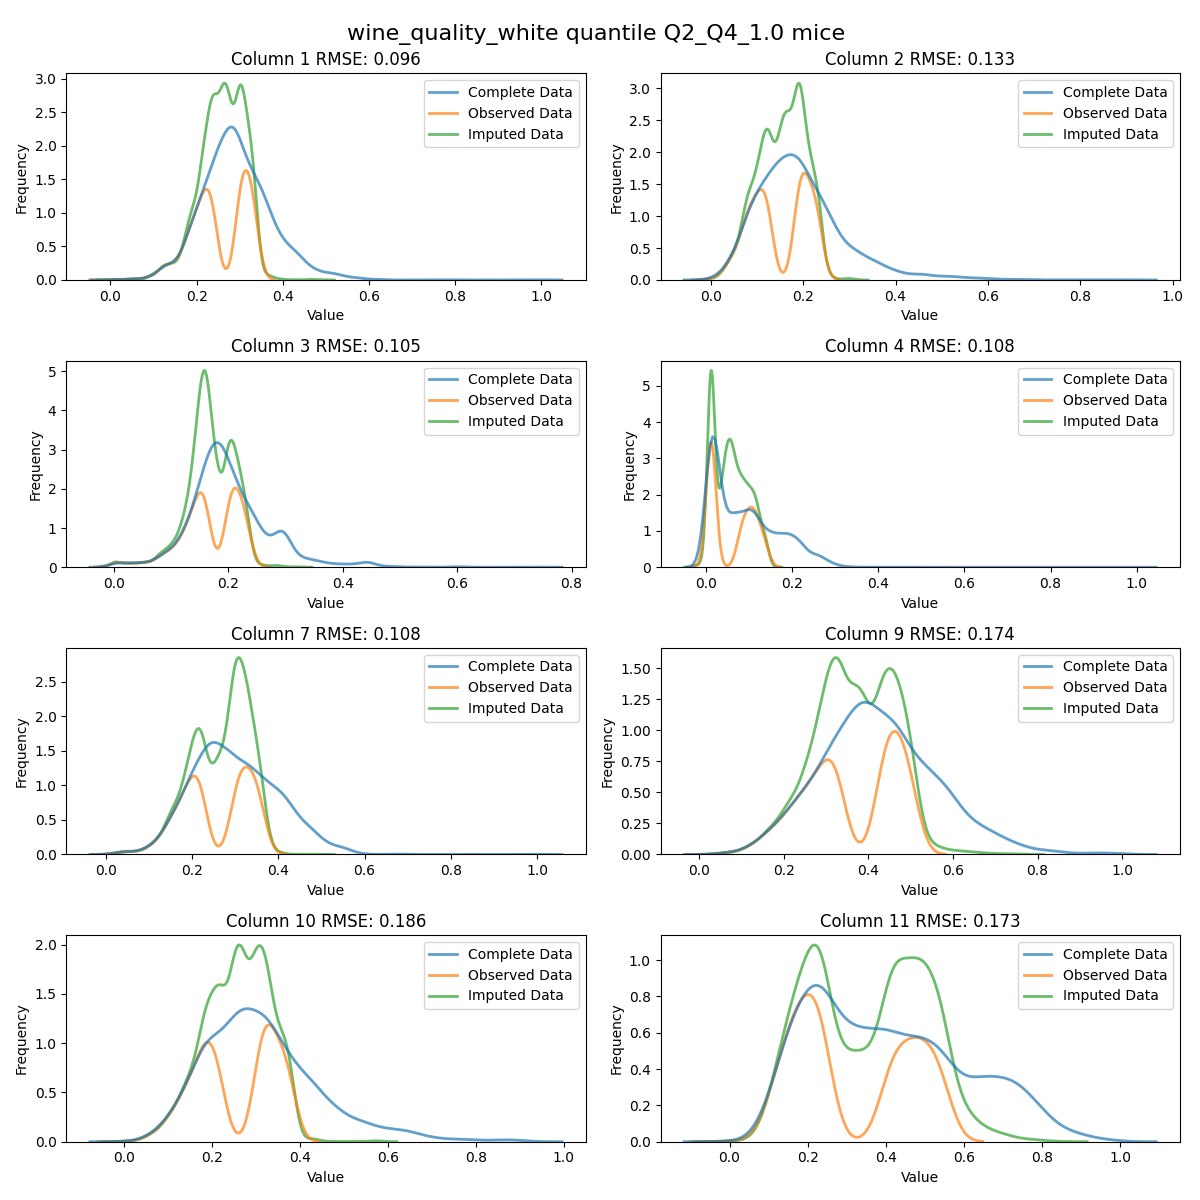 wine_quality_white quantile Q2_Q4_1.0 mice
Column 1 RMSE: 0.096
Frequency
3.0
2.5
2.0
1.5
1.0
0.5
0.0
0.0 0.2 0.4 0.6 0.8 1.0
Value
Complete Data
Observed Data
Imputed Data
Column 2 RMSE: 0.133
Frequency
3.0
2.5
2.0
1.5
1.0
0.5
0.0
0.0 0.2 0.4 0.6 0.8 1.0
Value
Complete Data
Observed Data
Imputed Data
Column 3 RMSE: 0.105
Frequency
5
4
3
2
1
0
0.0 0.2 0.4 0.6 0.8
Value
Complete Data
Observed Data
Imputed Data
Column 4 RMSE: 0.108
Frequency
5
4
3
2
1
0
0.0 0.2 0.4 0.6 0.8 1.0
Value
Complete Data
Observed Data
Imputed Data
Column 7 RMSE: 0.108
Frequency
2.5
2.0
1.5
1.0
0.5
0.0
0.0 0.2 0.4 0.6 0.8 1.0
Value
Complete Data
Observed Data
Imputed Data
Column 9 RMSE: 0.174
Frequency
1.50
1.25
1.00
0.75
0.50
0.25
0.00
0.0 0.2 0.4 0.6 0.8 1.0
Value
Complete Data
Observed Data
Imputed Data
Column 10 RMSE: 0.186
Frequency
2.0
1.5
1.0
0.5
0.0
0.0 0.2 0.4 0.6 0.8 1.0
Value
Complete Data
Observed Data
Imputed Data
Column 11 RMSE: 0.173
Frequency
1.0
0.8
0.6
0.4
0.2
0.0
0.0 0.2 0.4 0.6 0.8 1.0
Value
Complete Data
Observed Data
Imputed Data